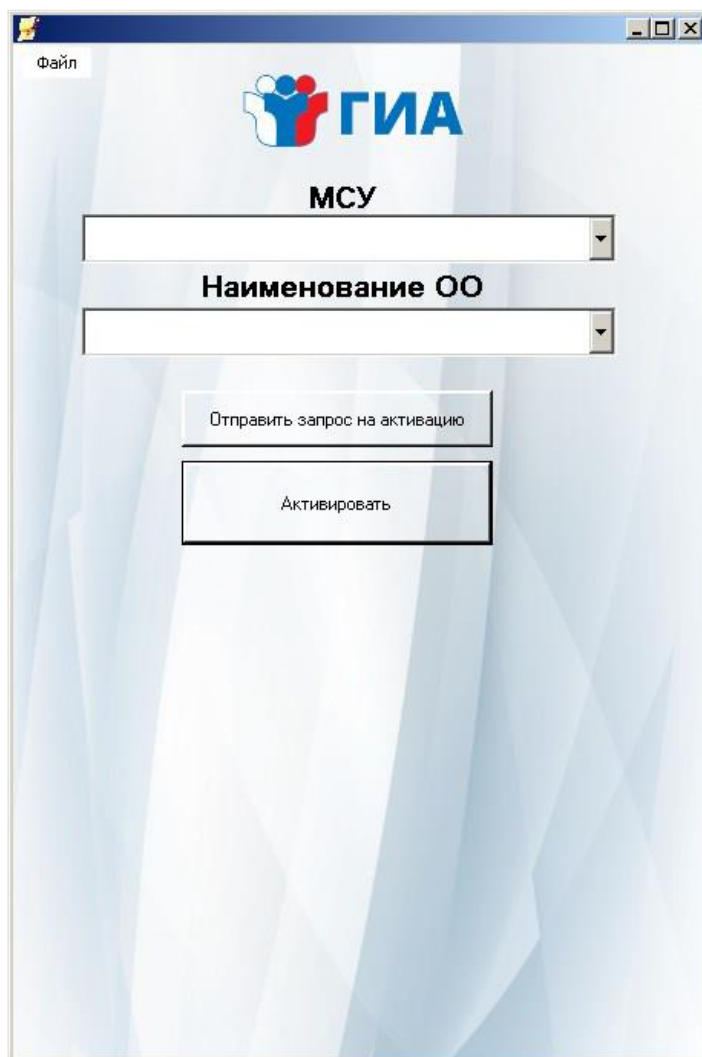 Файл
ГИА
МСУ
Наименование ОО
Отправить запрос на активацию
Активировать